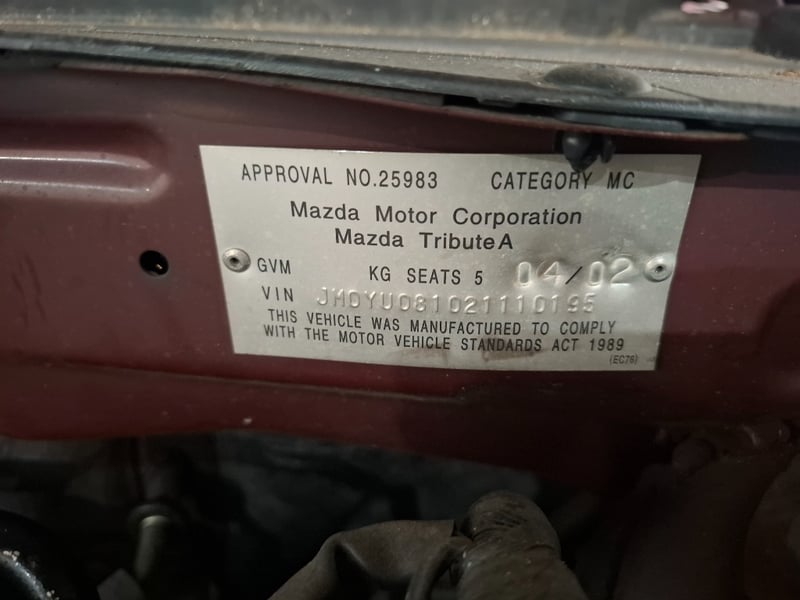 APPROVAL NO.25983 CATEGORY MC
Mazda Motor Corporation
Mazda TributeA
GVM KG SEATS 5 04/02
VIN JM0YU081021110195
THIS VEHICLE WAS MANUFACTURED TO COMPLY
WITH THE MOTOR VEHICLE STANDARDS ACT 1989
(EC76)